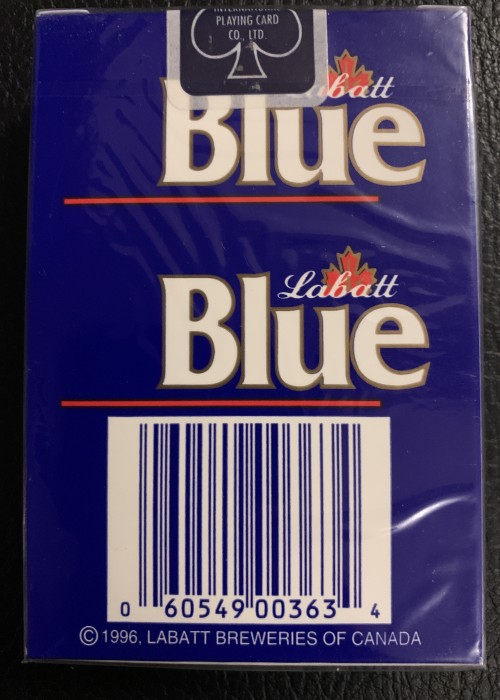 INTERNATIONAL
PLAYING CARD
CO., LTD.
Labatt
Blue
Labatt
Blue
0 60549 00363 4
©1996, LABATT BREWERIES OF CANADA